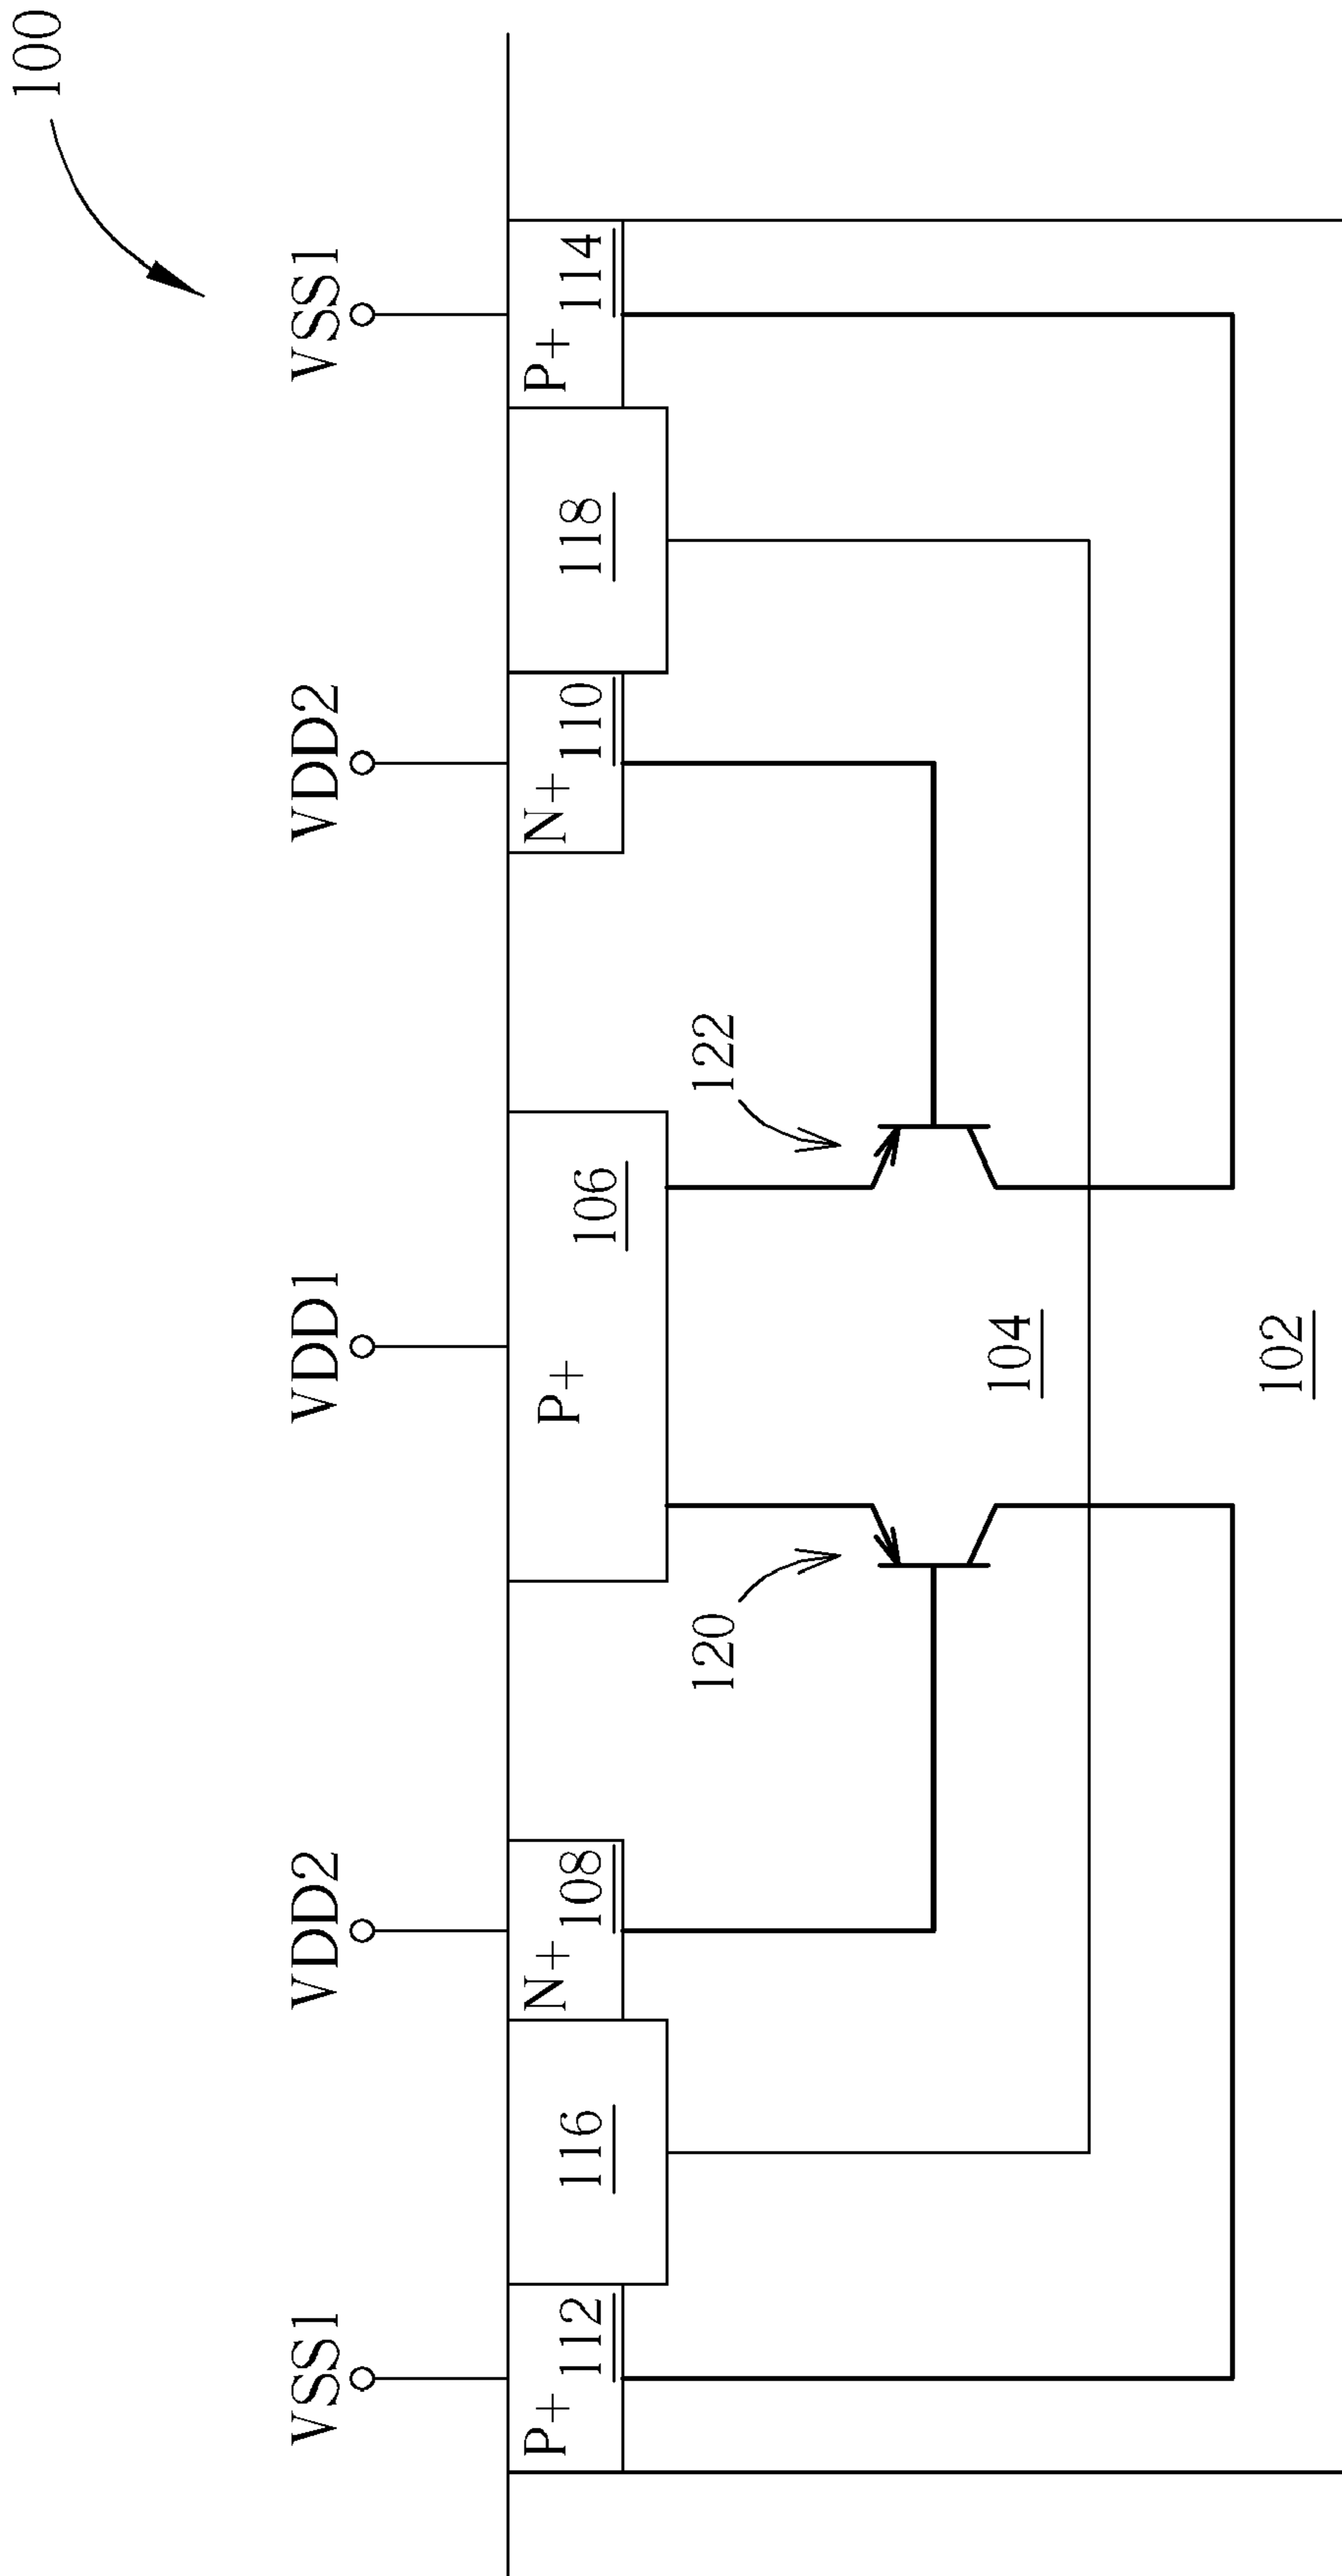 100
VSS1
VDD2
VDD1
VDD2
VSS1
P+
112
116
N+
108
P+
106
N+
110
118
P+
114
120
122
104
102